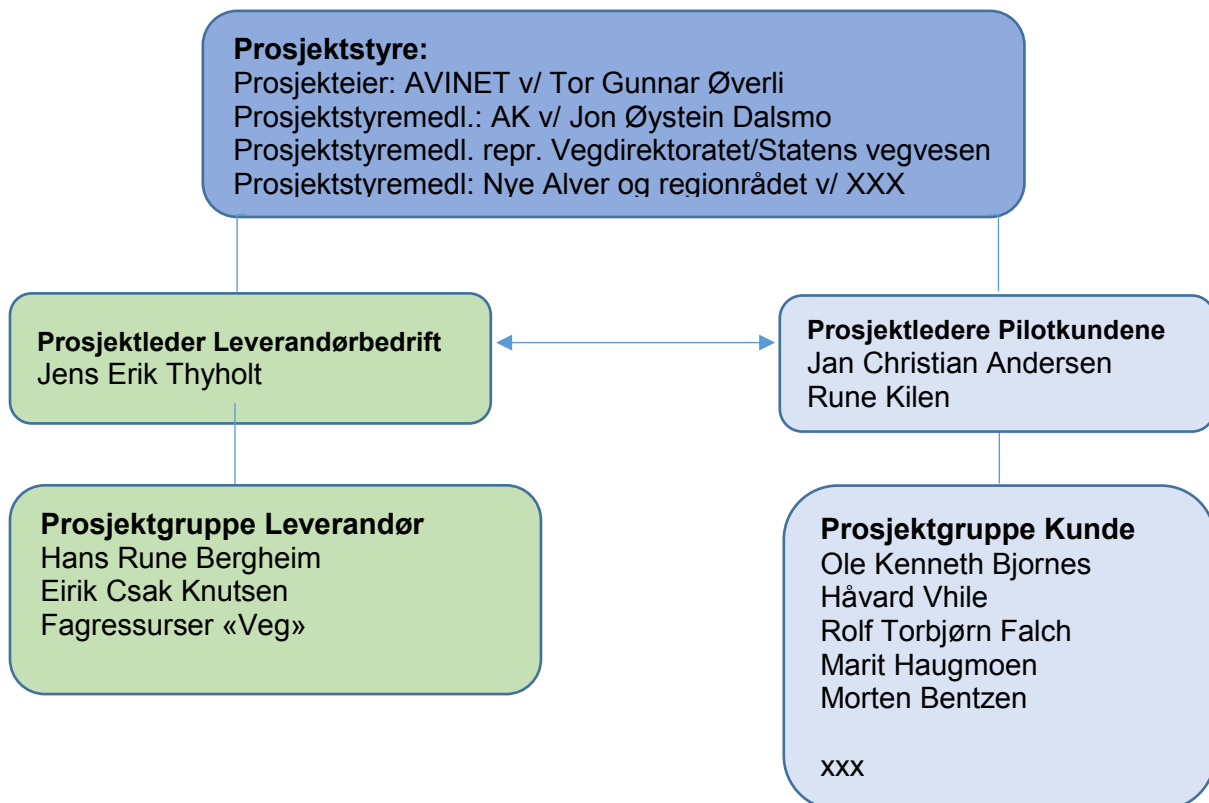 Prosjektstyre:
Prosjekteier: AVINET v/ Tor Gunnar Øverli
Prosjektstyremedl.: AK v/ Jon Øystein Dalsmo
Prosjektstyremedl. repr. Vegdirektoratet/Statens vegvesen
Prosjektstyremedl: Nye Alver og regionrådet v/ XXX
Prosjektleder Leverandørbedrift
Jens Erik Thyholt
Prosjektledere Pilotkundene
Jan Christian Andersen
Rune Kilen
Prosjektgruppe Leverandør
Hans Rune Bergheim
Eirik Csak Knutsen
Fagressurser «Veg»
Prosjektgruppe Kunde
Ole Kenneth Bjornes
Håvard Vhile
Rolf Torbjørn Falch
Marit Haugmoen
Morten Bentzen
xxx